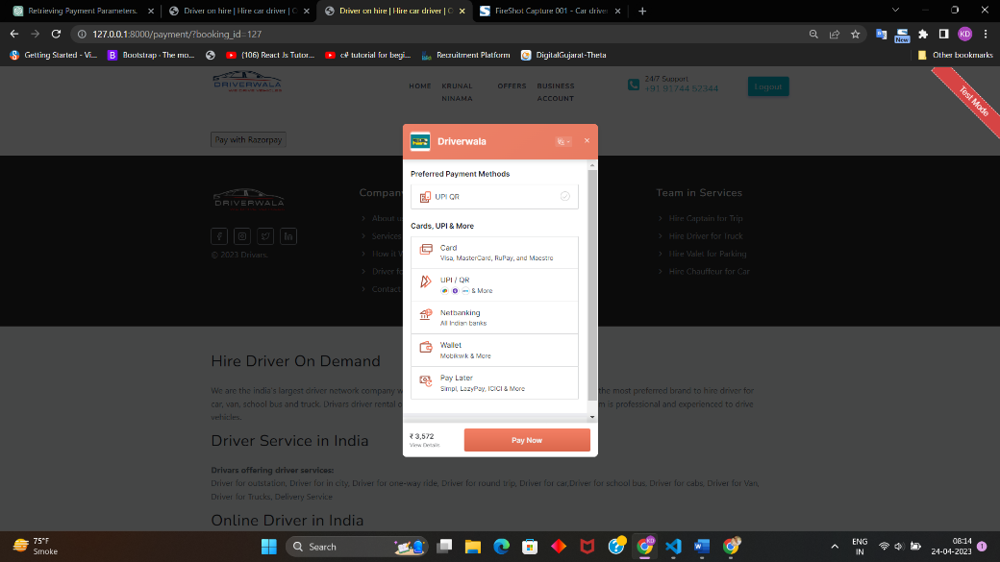 Retrieving Payment Parameters.
Driver on hire | Hire car driver | C
Driver on hire | Hire car driver | C
FireShot Capture 001 - Car driver
127.0.0.1:8000/payment/?booking_id=127
New
KD
Getting Started - Vi...
Bootstrap · The mo...
(106) React Js Tutor...
c# tutorial for begi...
Recruitment Platform
DigitalGujarat-Theta
Other bookmarks
DRIVERWALA
HOME
KRUNAL NINAMA
OFFERS
BUSINESS ACCOUNT
24/7 Support
+91 91744 52344
Logout
Test Mode
Pay with Razorpay
Driverwala
Preferred Payment Methods
UPI QR
Cards, UPI & More
Card
Visa, MasterCard, RuPay, and Maestro
UPI / QR
& More
Netbanking
All Indian banks
Wallet
Mobikwik & More
Pay Later
Simpl, LazyPay, ICICI & More
₹ 3,572
View Details
Pay Now
DRIVERWALA
© 2023 Drivars.
Company
About u
Services
How it V
Driver fo
Contact
Team in Services
Hire Captain for Trip
Hire Driver for Truck
Hire Valet for Parking
Hire Chauffeur for Car
Hire Driver On Demand
We are the india's largest driver network company w
the most preferred brand to hire driver for
car, van, school bus and truck. Drivars driver rental o
m is professional and experienced to drive
vehicles.
Driver Service in India
Drivars offering driver services:
Driver for outstation, Driver for in city, Driver for one-way ride, Driver for round trip, Driver for car,Driver for school bus, Driver for cabs, Driver for Van,
Driver for Trucks, Delivery Service
Online Driver in India
75°F
Smoke
Search
KD
ENG
IN
08:14
24-04-2023
1